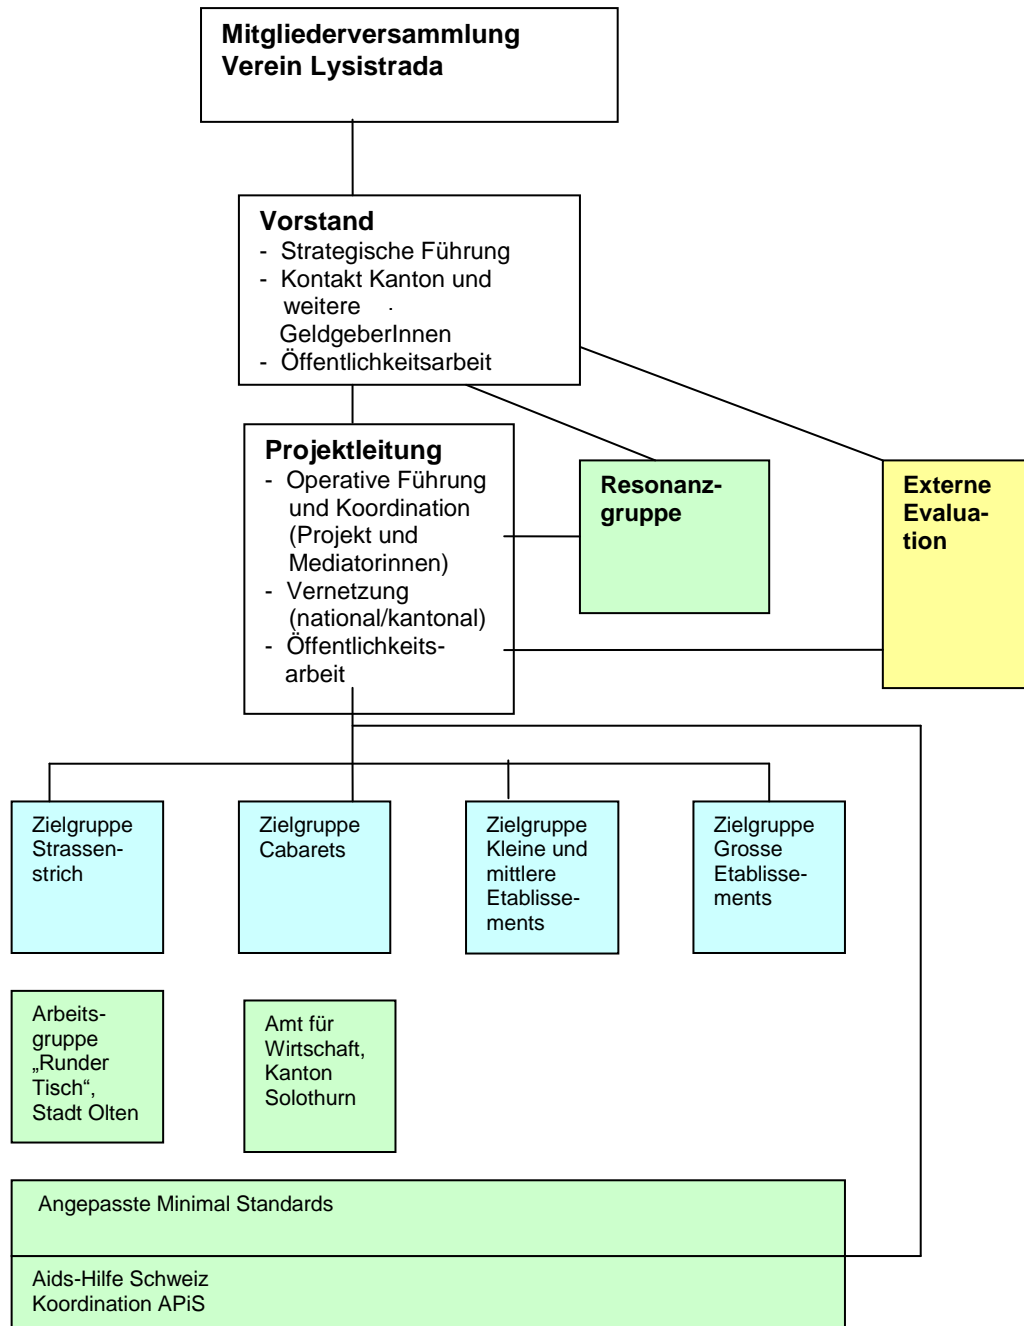 Mitgliederversammlung
Verein Lysistrada
Vorstand
- Strategische Führung
- Kontakt Kanton und
weitere
GeldgeberInnen
- Öffentlichkeitsarbeit
Projektleitung
- Operative Führung
und Koordination
(Projekt und
Mediatorinnen)
- Vernetzung
(national/kantonal)
- Öffentlichkeits-
arbeit
Resonanz-
gruppe
Externe
Evalua-
tion
Zielgruppe
Strassen-
strich
Zielgruppe
Cabarets
Zielgruppe
Kleine und
mittlere
Etablisse-
ments
Zielgruppe
Grosse
Etablisse-
ments
Arbeits-
gruppe
„Runder
Tisch“,
Stadt Olten
Amt für
Wirtschaft,
Kanton
Solothurn
Angepasste Minimal Standards
Aids-Hilfe Schweiz
Koordination APiS